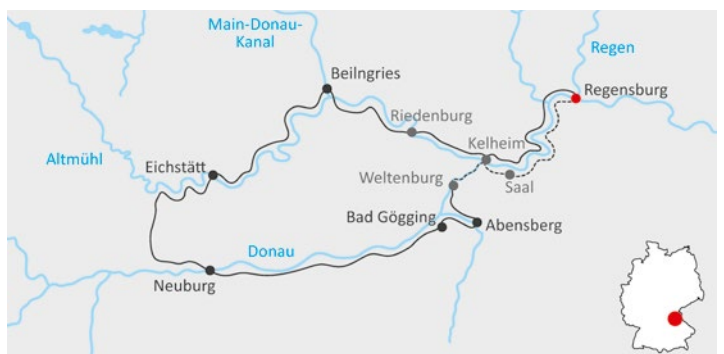 Main-Donau-
Kanal
Regen
Beilngries
Regensburg
Riedenburg
Kelheim
Altmühl
Eichstätt
Weltenburg
Saal
Bad Gögging
Abensberg
Donau
Neuburg